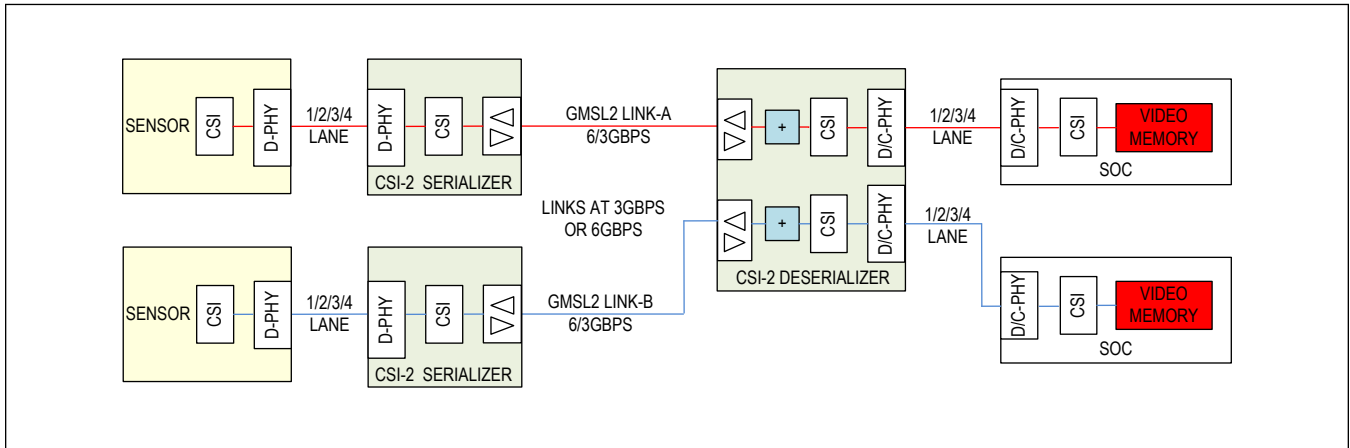 SENSOR
CSI
D-PHY
1/2/3/4
LANE
D-PHY
CSI
CSI-2 SERIALIZER
GMSL2 LINK-A
6/3GBPS
+
CSI
D/C-PHY
1/2/3/4
LANE
D/C-PHY
CSI
VIDEO
MEMORY
SOC
LINKS AT 3GBPS
OR 6GBPS
+
CSI
D/C-PHY
1/2/3/4
LANE
CSI-2 DESERIALIZER
SENSOR
CSI
D-PHY
1/2/3/4
LANE
D-PHY
CSI
CSI-2 SERIALIZER
GMSL2 LINK-B
6/3GBPS
D/C-PHY
CSI
VIDEO
MEMORY
SOC